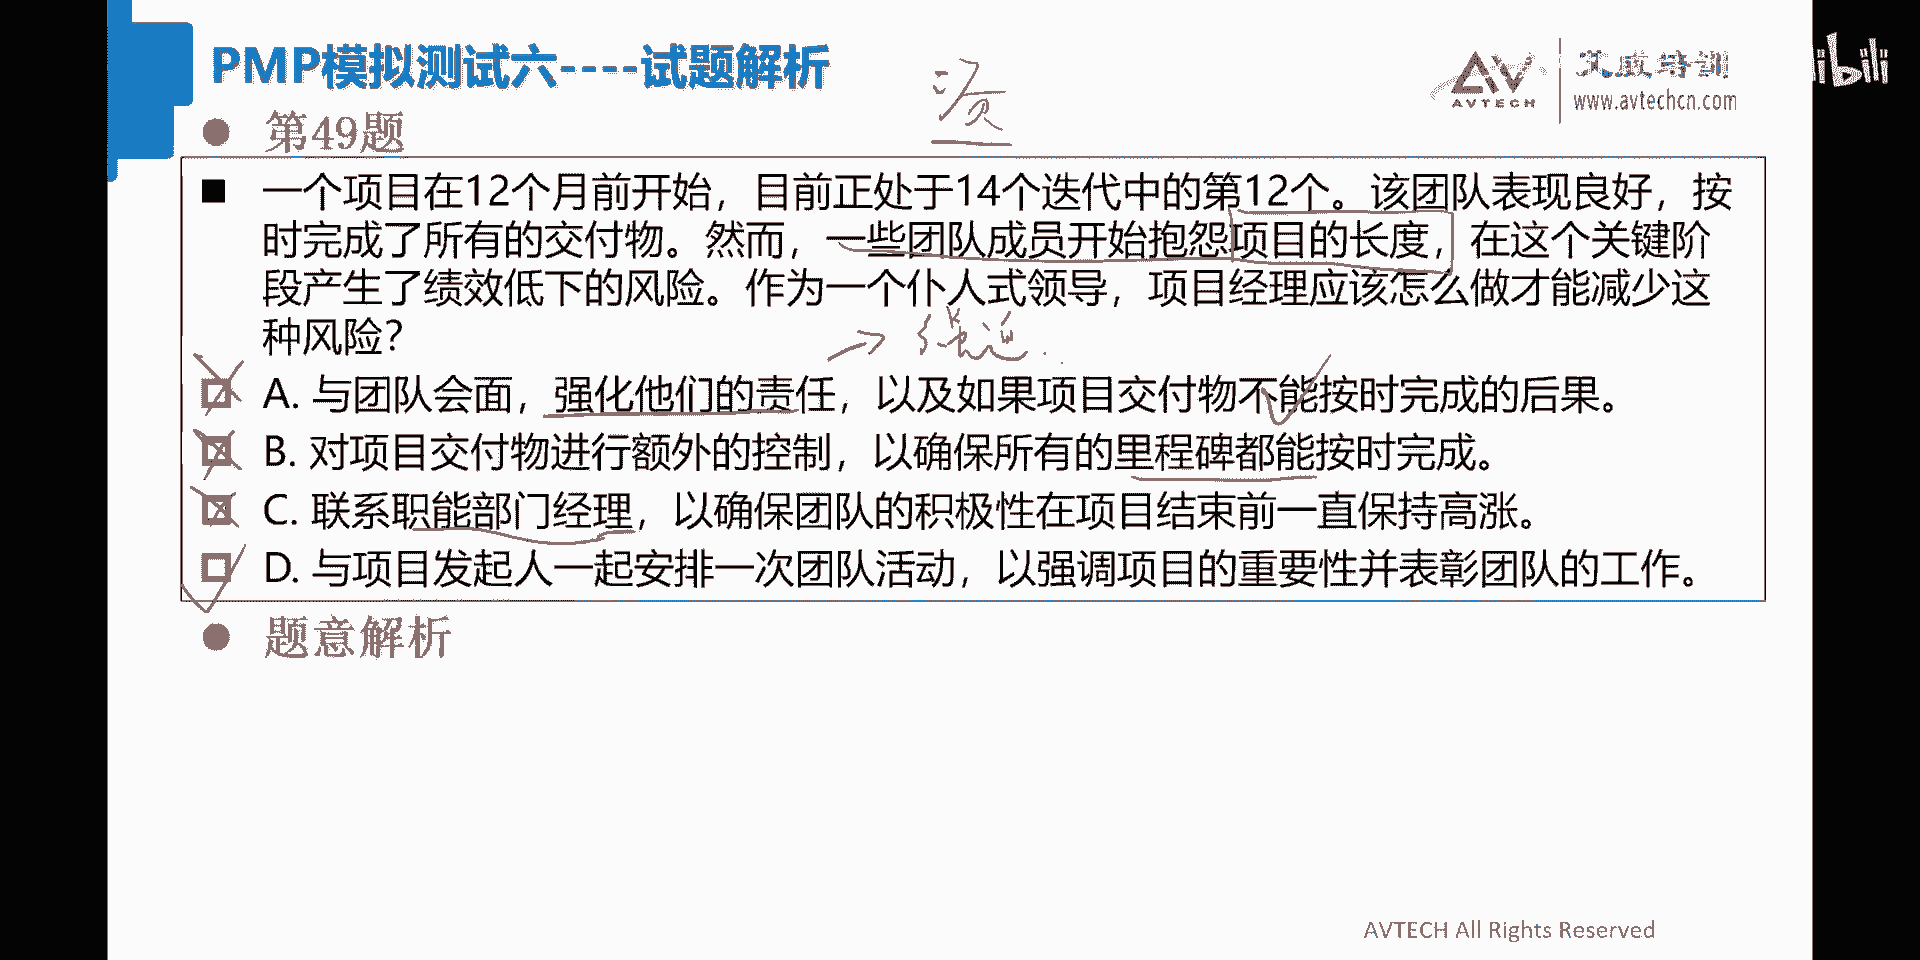 PMP模拟测试六----试题解析
资
AVTECH
艾威培训
www.avtechcn.com
bili
● 第49题
■ 一个项目在12个月前开始，目前正处于14个迭代中的第12个。该团队表现良好，按
时完成了所有的交付物。然而，一些团队成员开始抱怨项目的长度，在这个关键阶
段产生了绩效低下的风险。作为一个仆人式领导，项目经理应该怎么做才能减少这
种风险？
强迫
A. 与团队会面，强化他们的责任，以及如果项目交付物不能按时完成的后果。
B. 对项目交付物进行额外的控制，以确保所有的里程碑都能按时完成。
C. 联系职能部门经理，以确保团队的积极性在项目结束前一直保持高涨。
D. 与项目发起人一起安排一次团队活动，以强调项目的重要性并表彰团队的工作。
● 题意解析
AVTECH All Rights Reserved